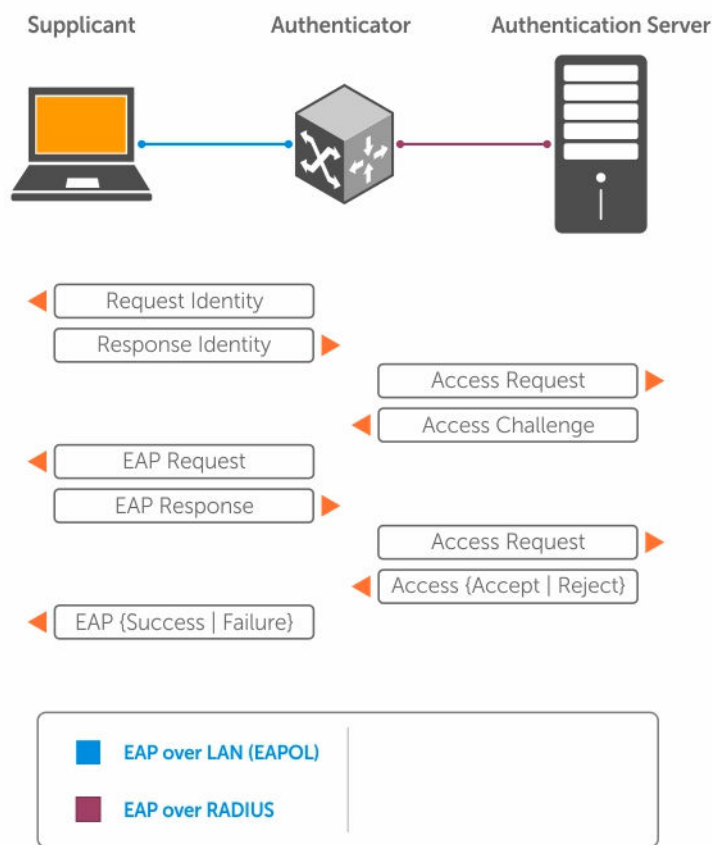 Supplicant
Authenticator
Authentication Server
Request Identity
Response Identity
Access Request
Access Challenge
EAP Request
EAP Response
Access Request
Access {Accept | Reject}
EAP {Success | Failure}
EAP over LAN (EAPOL)
EAP over RADIUS